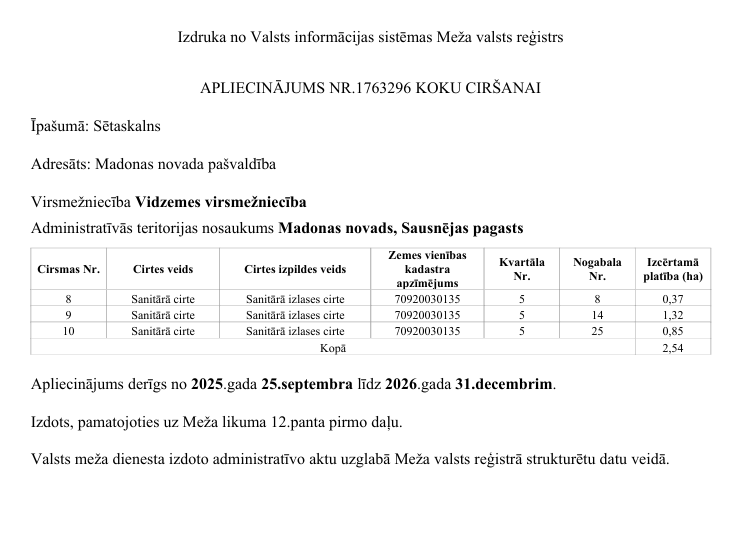 Izdruka no Valsts informācijas sistēmas Meža valsts reģistrs
APLIECINĀJUMS NR.1763296 KOKU CIRŠANAI
Īpašumā: Sētaskalns
Adresāts: Madonas novada pašvaldība
Virsmežniecība Vidzemes virsmežniecība
Administratīvās teritorijas nosaukums Madonas novads, Sausnējas pagasts
Cirsmas Nr. Cirtes veids Cirtes izpildes veids Zemes vienības kadastra apzīmējums Kvartāla Nr. Nogabala Nr. Izcērtamā platība (ha)
8 Sanitārā cirte Sanitārā izlases cirte 70920030135 5 8 0,37
9 Sanitārā cirte Sanitārā izlases cirte 70920030135 5 14 1,32
10 Sanitārā cirte Sanitārā izlases cirte 70920030135 5 25 0,85
Kopā 2,54
Apliecinājums derīgs no 2025.gada 25.septembra līdz 2026.gada 31.decembrim.
Izdots, pamatojoties uz Meža likuma 12.panta pirmo daļu.
Valsts meža dienesta izdoto administratīvo aktu uzglabā Meža valsts reģistrā strukturētu datu veidā.